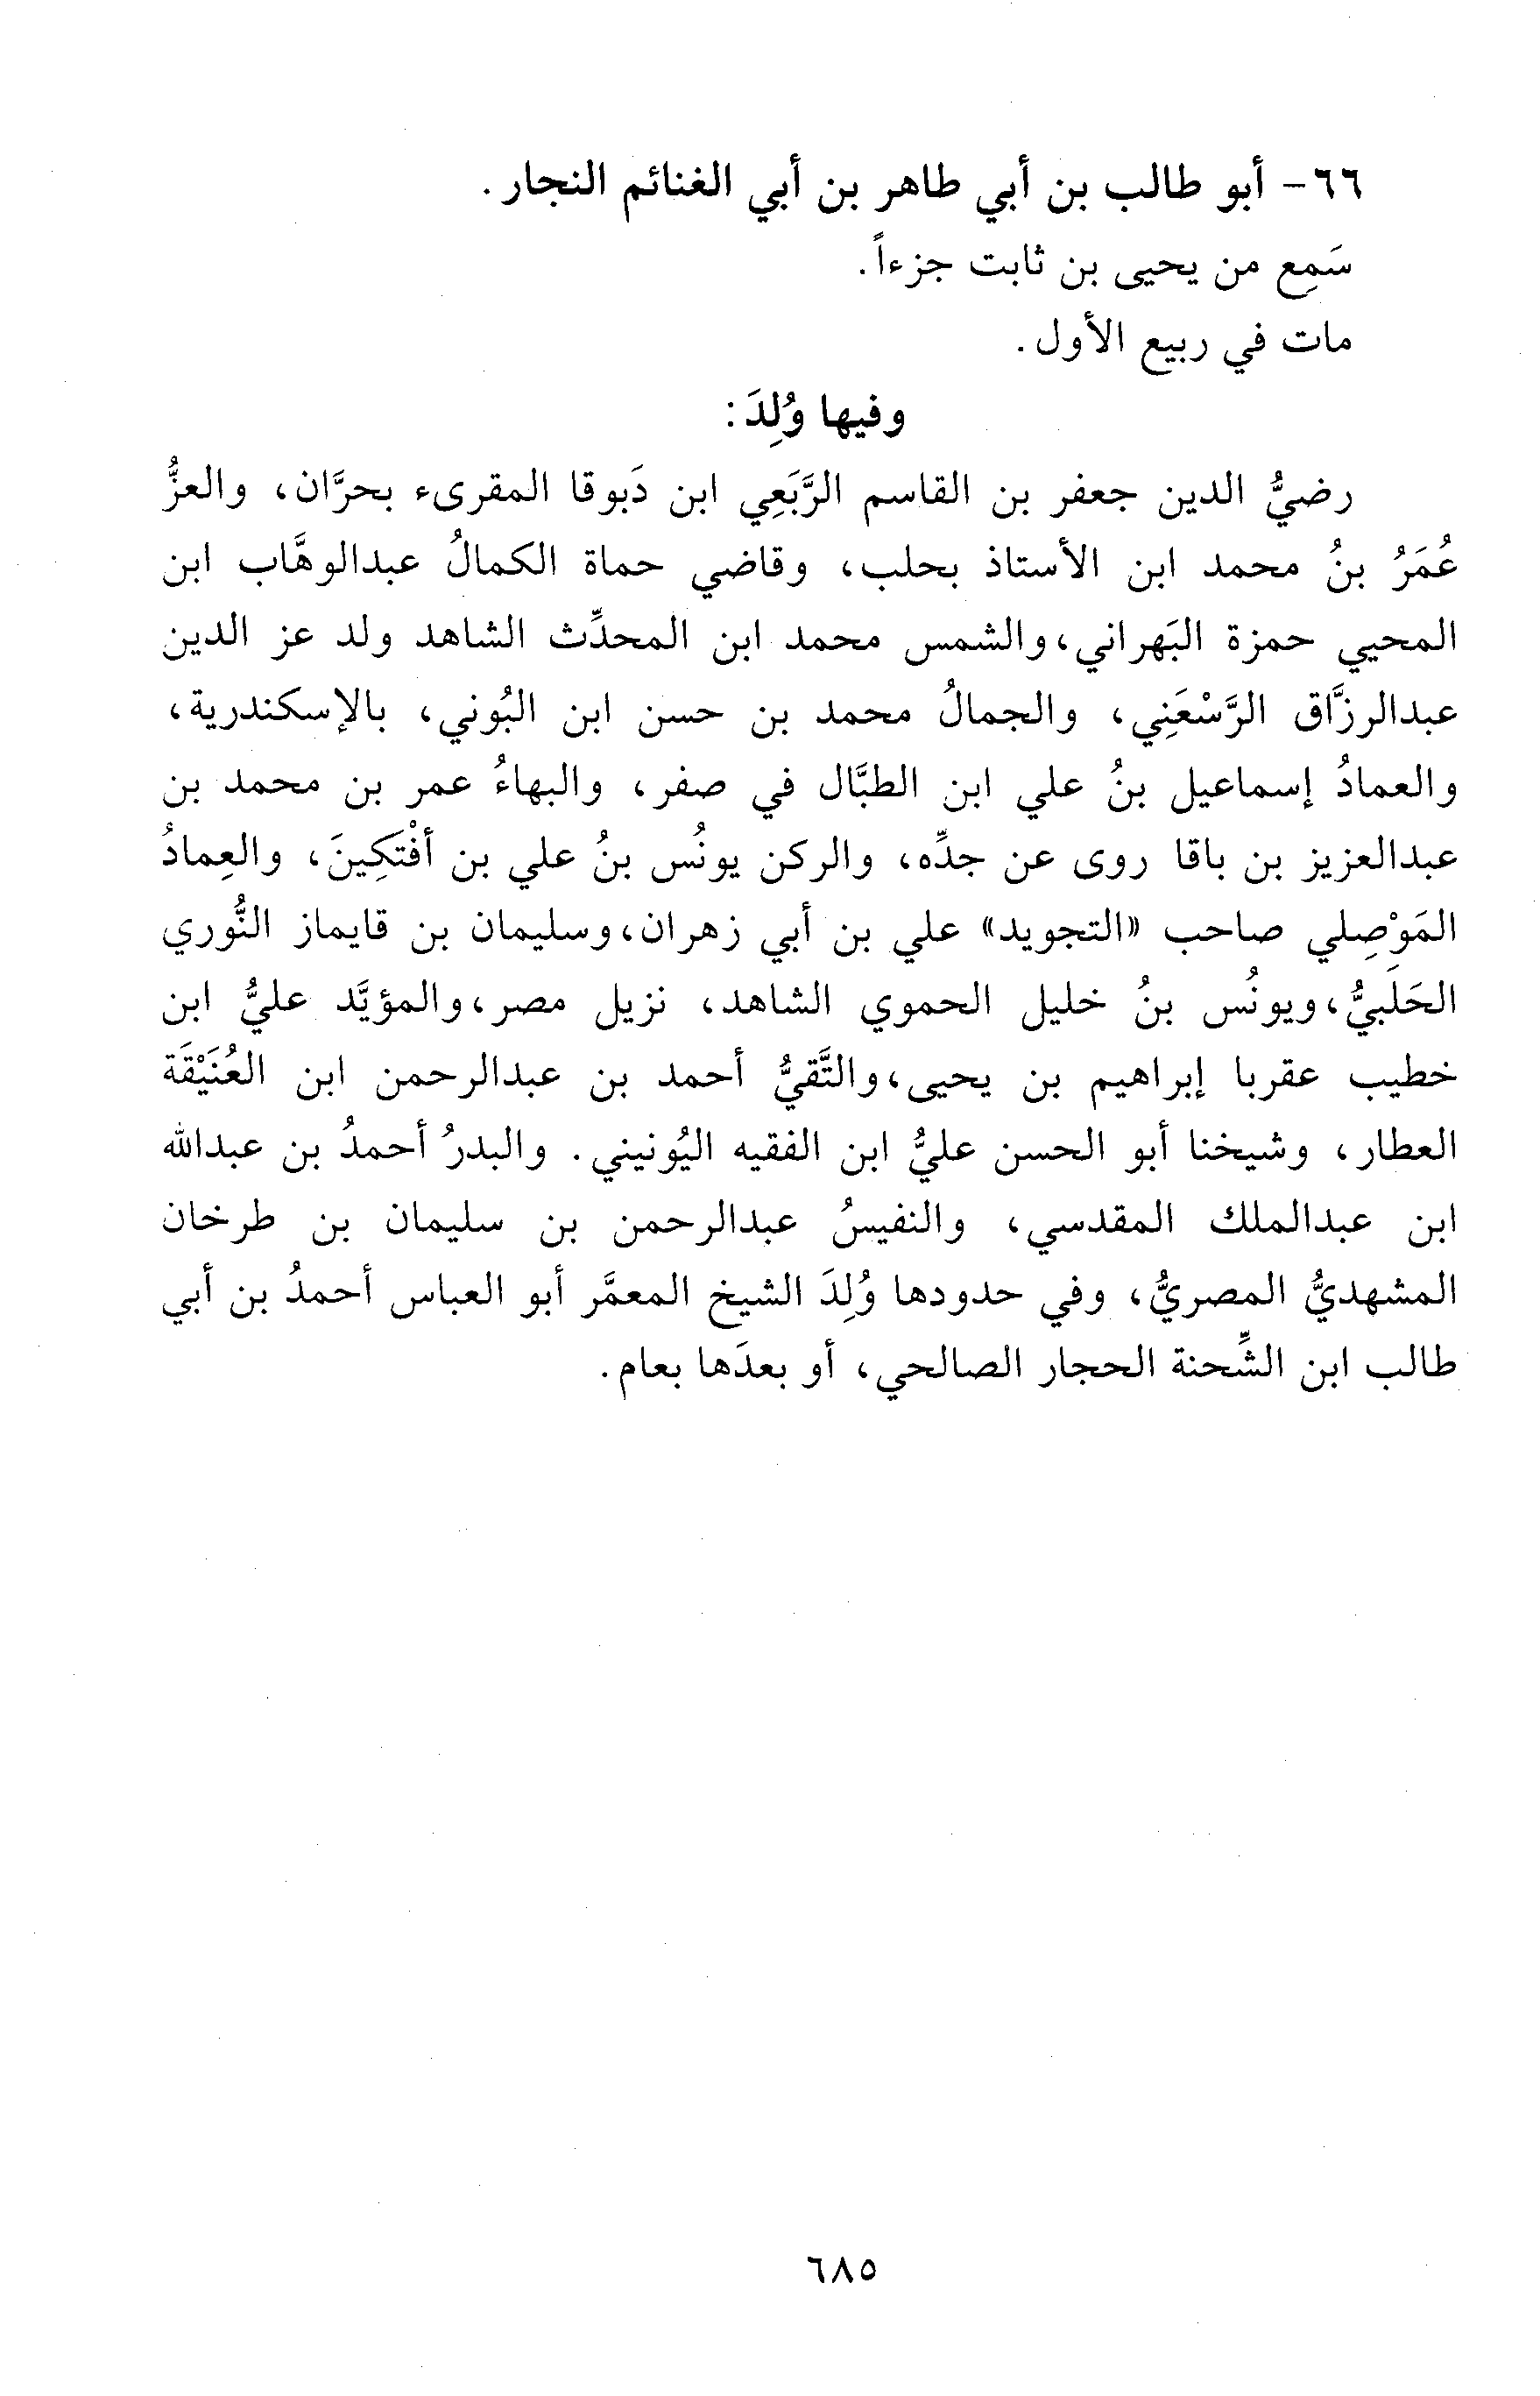 ٦٦- أبو طالب بن أبي طاهر بن أبي الغنائم النجار.
سَمِع من يحيى بن ثابت جزءاً.
مات في ربيع الأول.
وفيها وُلِدَ:
رضيُّ الدين جعفر بن القاسم الرَّبَعِي ابن دَبوقا المقرىء بحرَّان، والعزُّ
عُمَرُ بنُ محمد ابن الأستاذ بحلب، وقاضي حماة الكمالُ عبدالوهَّاب ابن
المحيي حمزة البَهراني، والشمس محمد ابن المحدِّث الشاهد ولد عز الدين
عبدالرزَّاق الرَّسْعَنِي، والجمالُ محمد بن حسن ابن البُوني، بالإسكندرية،
والعمادُ إسماعيل بنُ علي ابن الطبَّال في صفر، والبهاءُ عمر بن محمد بن
عبدالعزيز بن باقا روى عن جدِّه، والركن يونُس بنُ علي بن أفْتَكِينَ، والعِمادُ
المَوْصِلي صاحب «التجويد» علي بن أبي زهران، وسليمان بن قايماز النُّوري
الحَلَبيُّ، ويونُس بنُ خليل الحموي الشاهد، نزيل مصر، والمؤيَّد عليُّ ابن
خطيب عقربا إبراهيم بن يحيى، والتَّقيُّ أحمد بن عبدالرحمن ابن العُنَيْقَة
العطار، وشيخنا أبو الحسن عليُّ ابن الفقيه اليُونيني. والبدرُ أحمدُ بن عبدالله
ابن عبدالملك المقدسي، والنفيسُ عبدالرحمن بن سليمان بن طرخان
المشهديُّ المصريُّ، وفي حدودها وُلِدَ الشيخ المعمَّر أبو العباس أحمدُ بن أبي
طالب ابن الشِّحنة الحجار الصالحي، أو بعدَها بعام.
٦٨٥